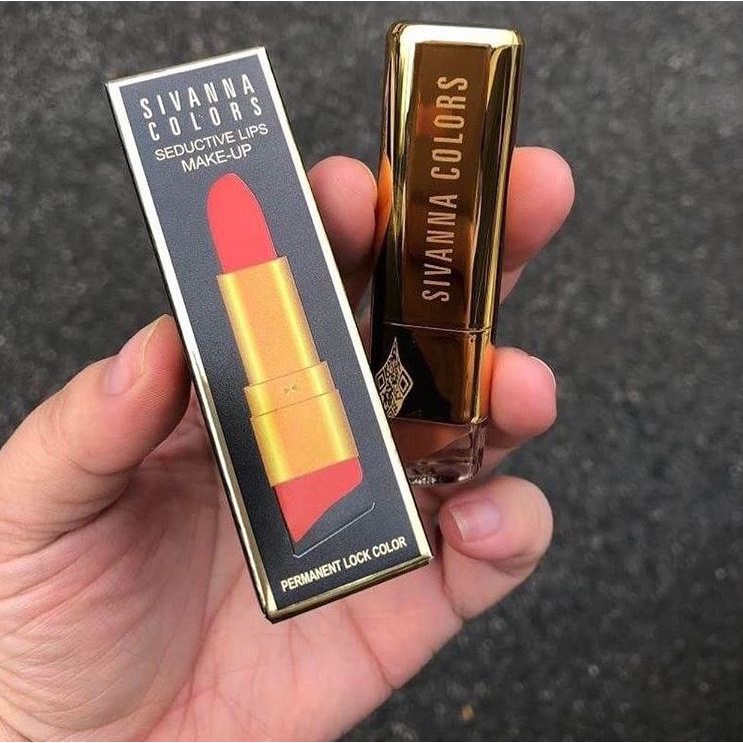 SIVANNA
COLORS
SEDUCTIVE LIPS
MAKE-UP
PERMANENT LOCK COLOR
SIVANNA COLORS